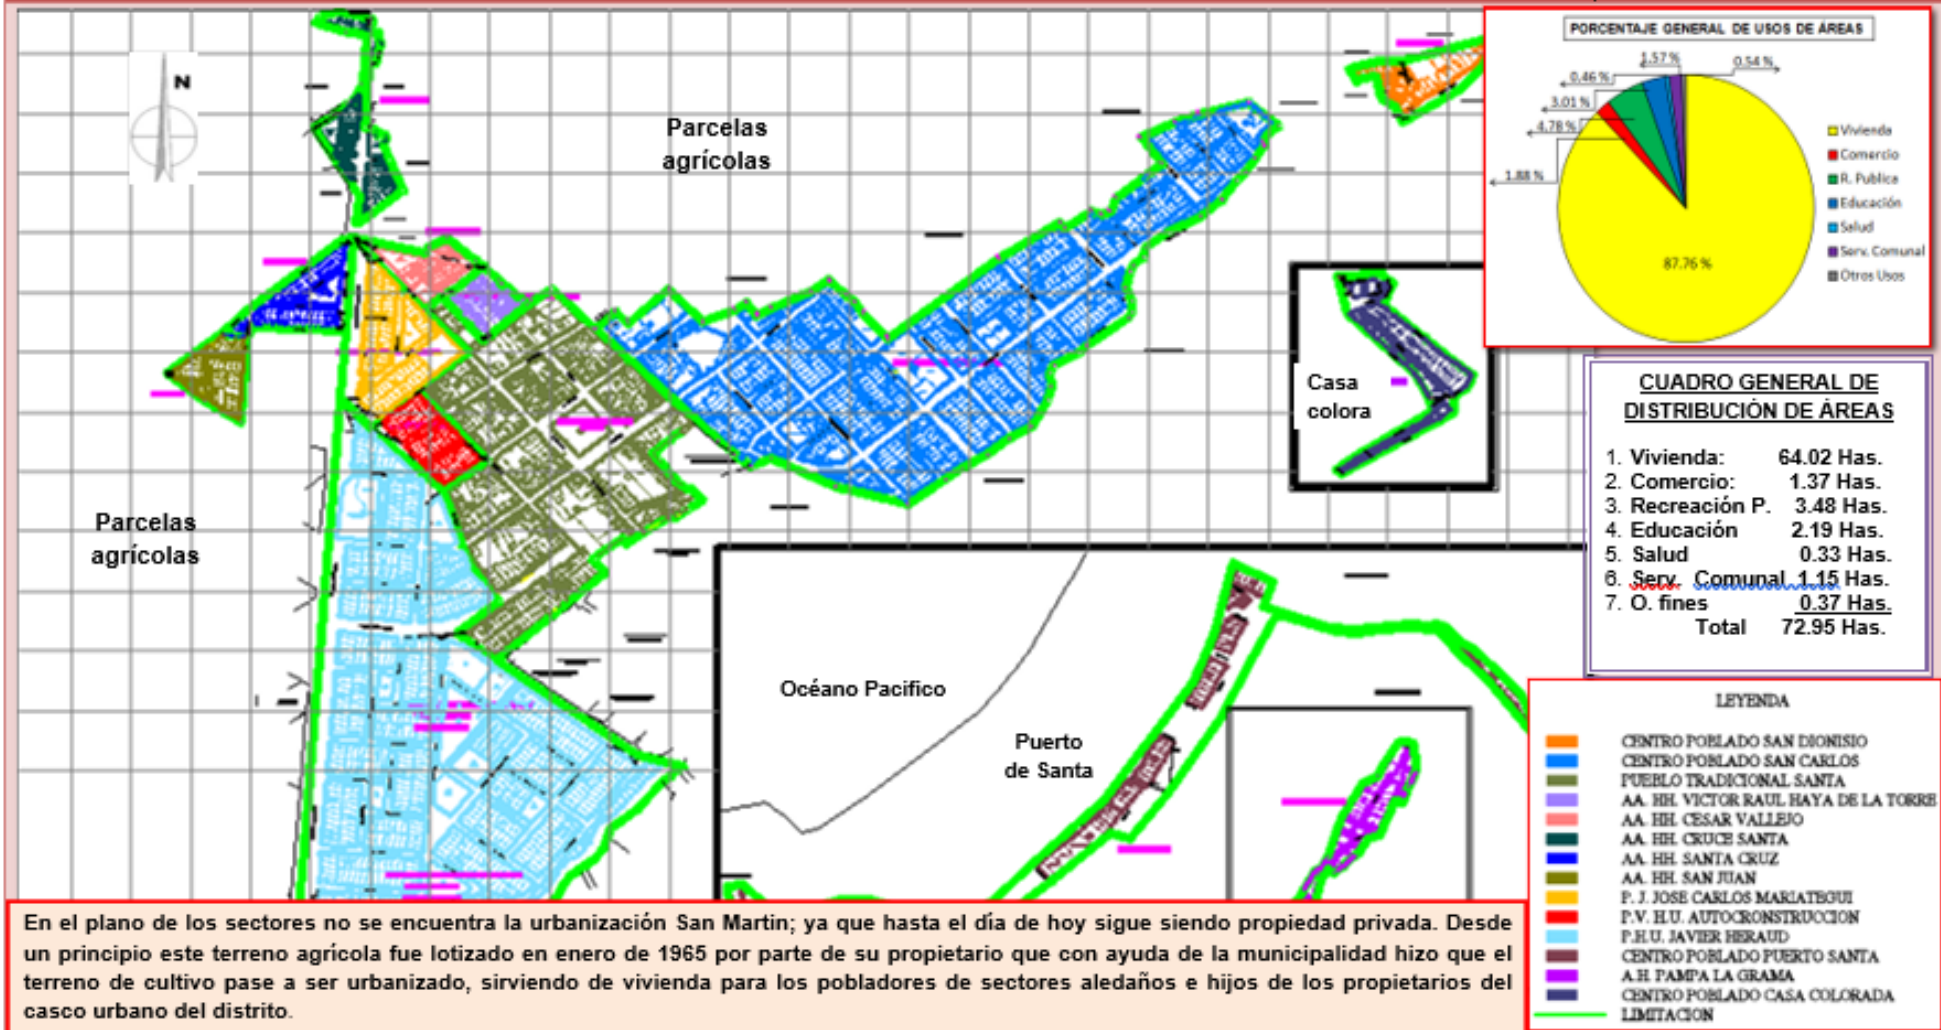 N
Parcelas
agrícolas
PORCENTAJE GENERAL DE USOS DE ÁREAS
1.57 %
0.54 %
0.46 %
3.01 %
4.78 %
1.88 %
87.76 %
Vivienda
Comercio
R. Publica
Educación
Salud
Serv. Comunal
Otros Usos
Casa
colora
CUADRO GENERAL DE
DISTRIBUCIÓN DE ÁREAS
1. Vivienda: 64.02 Has.
2. Comercio: 1.37 Has.
3. Recreación P. 3.48 Has.
4. Educación 2.19 Has.
5. Salud 0.33 Has.
6. Serv. Comunal 1.15 Has.
7. O. fines 0.37 Has.
Total 72.95 Has.
Parcelas
agrícolas
Océano Pacifico
Puerto
de Santa
LEYENDA
CENTRO POBLADO SAN DIONISIO
CENTRO POBLADO SAN CARLOS
PUEBLO TRADICIONAL SANTA
AA. HH. VICTOR RAUL HAYA DE LA TORRE
AA. HH. CESAR VALLEJO
AA. HH. CRUCE SANTA
AA. HH. SANTA CRUZ
AA. HH. SAN JUAN
P. J. JOSE CARLOS MARIATEGUI
P.V. H.U. AUTOCRONSTRUCCION
P.H.U. JAVIER HERAUD
CENTRO POBLADO PUERTO SANTA
A.H. PAMPA LA GRAMA
CENTRO POBLADO CASA COLORADA
LIMITACION
En el plano de los sectores no se encuentra la urbanización San Martin; ya que hasta el día de hoy sigue siendo propiedad privada. Desde
un principio este terreno agrícola fue lotizado en enero de 1965 por parte de su propietario que con ayuda de la municipalidad hizo que el
terreno de cultivo pase a ser urbanizado, sirviendo de vivienda para los pobladores de sectores aledaños e hijos de los propietarios del
casco urbano del distrito.